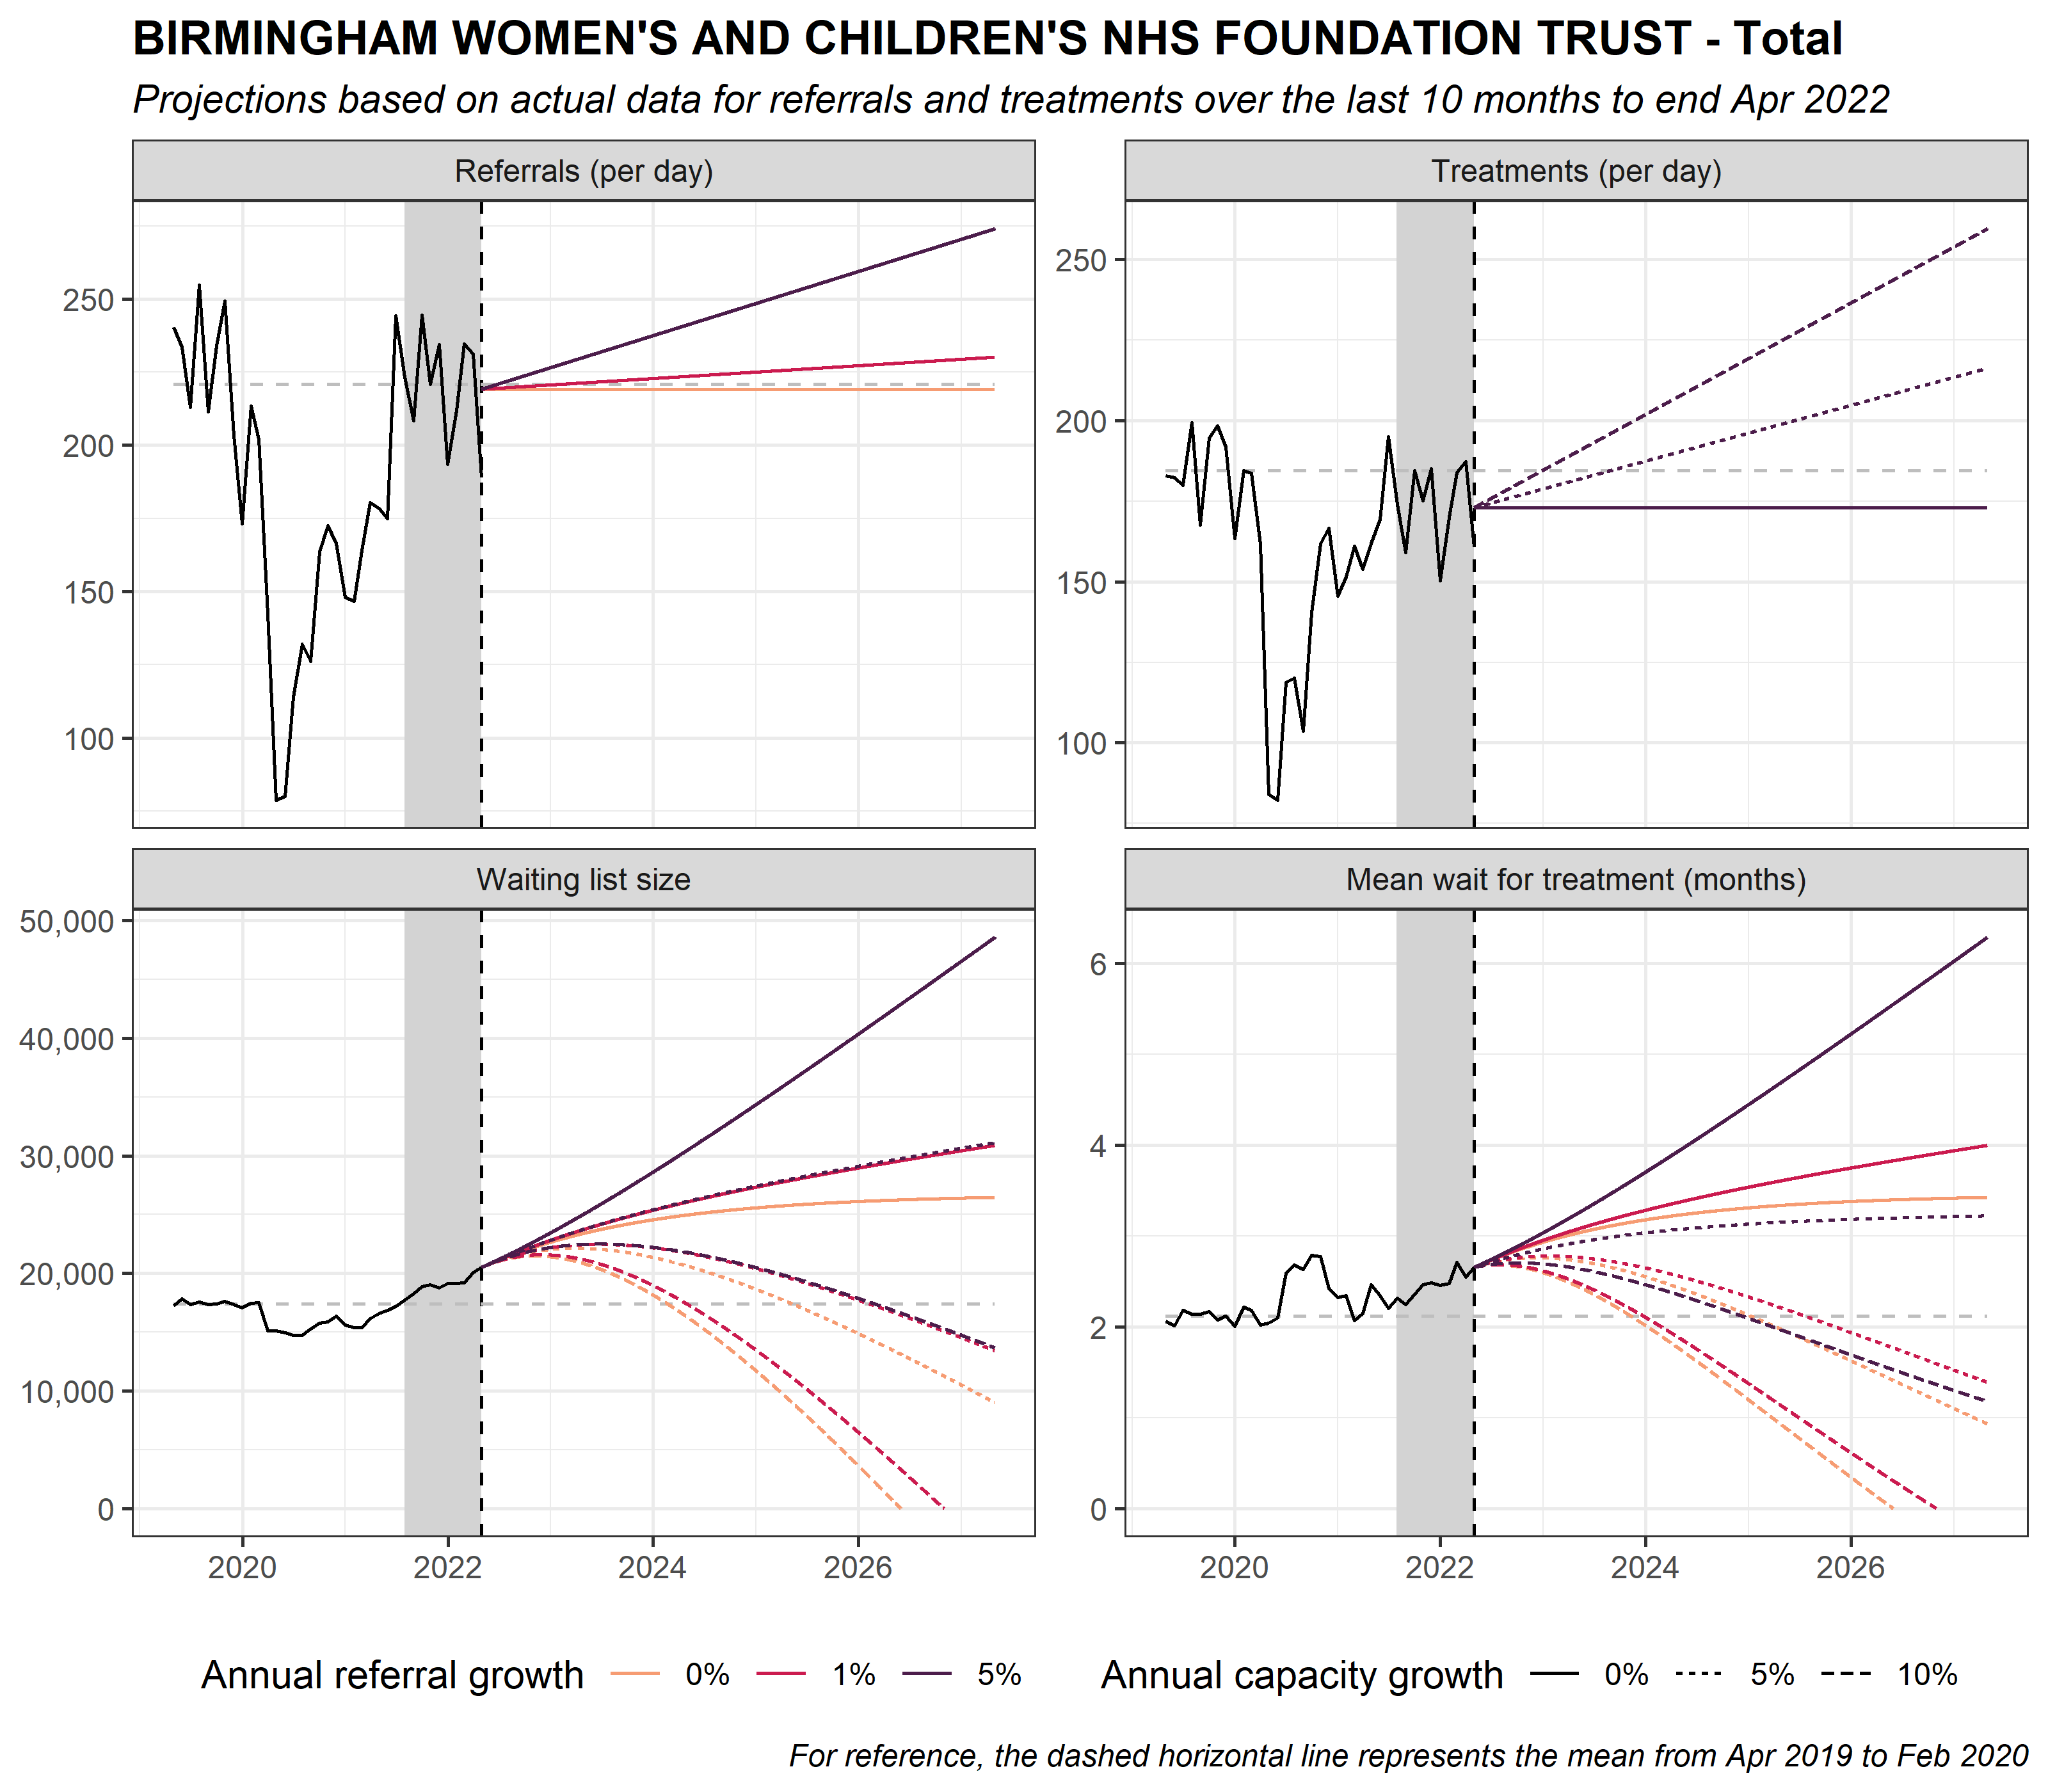 BIRMINGHAM WOMEN'S AND CHILDREN'S NHS FOUNDATION TRUST - Total
Projections based on actual data for referrals and treatments over the last 10 months to end Apr 2022
Referrals (per day)
250
200
150
100
Treatments (per day)
250
200
150
100
Waiting list size
50,000
40,000
30,000
20,000
10,000
0
2020 2022 2024 2026
Mean wait for treatment (months)
6
4
2
0
2020 2022 2024 2026
Annual referral growth 0% 1% 5% Annual capacity growth 0% 5% 10%
For reference, the dashed horizontal line represents the mean from Apr 2019 to Feb 2020